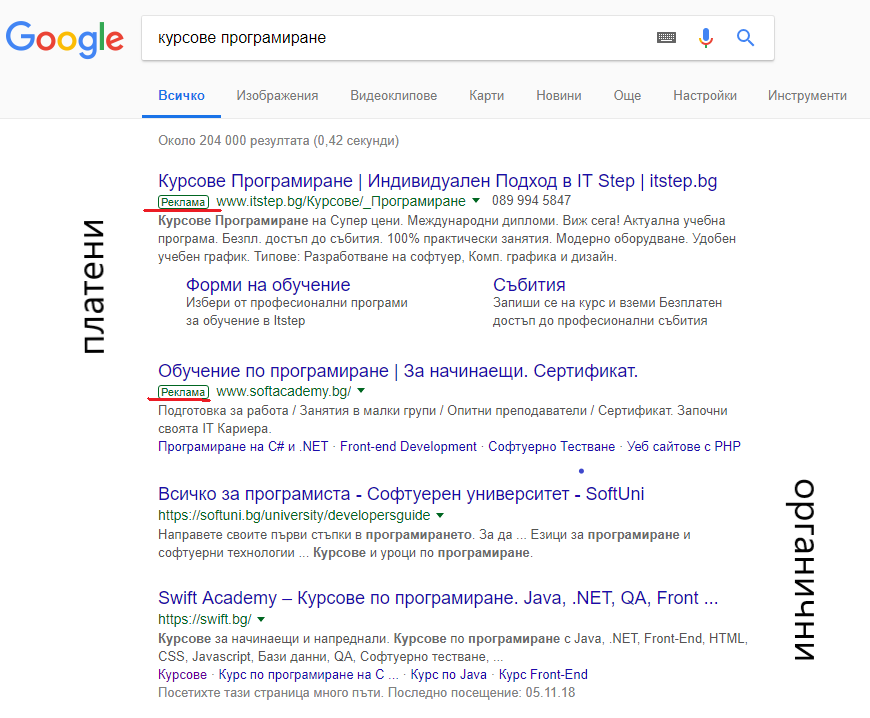 Google
курсове програмиране
Всичко Изображения Видеоклипове Карти Новини Още Настройки Инструменти
Около 204 000 резултата (0,42 секунди)
Курсове Програмиране | Индивидуален Подход в IT Step | itstep.bg
Реклама www.itstep.bg/Курсове/_Програмиране 089 994 5847
Курсове Програмиране на Супер цени. Международни дипломи. Виж сега! Актуална учебна
програма. Безпл. достъп до събития. 100% практически занятия. Модерно оборудване. Удобен
учебен график. Типове: Разработване на софтуер, Комп. графика и дизайн.
Форми на обучение
Избери от професионални програми
за обучение в Itstep
Събития
Запиши се на курс и вземи Безплатен
достъп до професионални събития
платени
Обучение по програмиране | За начинаещи. Сертификат.
Реклама www.softacademy.bg/
Подготовка за работа / Занятия в малки групи / Опитни преподаватели / Сертификат. Започни
своята IT Кариера.
Програмиране на C# и .NET · Front-end Development · Софтуерно Тестване · Уеб сайтове с PHP
Всичко за програмиста - Софтуерен университет - SoftUni
https://softuni.bg/university/developersguide
Направете своите първи стъпки в програмирането. За да ... Езици за програмиране и
софтуерни технологии ... Курсове и уроци по програмиране.
органични
Swift Academy – Курсове по програмиране. Java, .NET, QA, Front ...
https://swift.bg/
Курсове за начинаещи и напреднали. Курсове по програмиране с Java, .NET, Front-End, HTML,
CSS, Javascript, Бази данни, QA, Софтуерно тестване, ...
Курсове · Курс по програмиране на C ... · Курс по Java · Курс Front-End
Посетихте тази страница много пъти. Последно посещение: 05.11.18